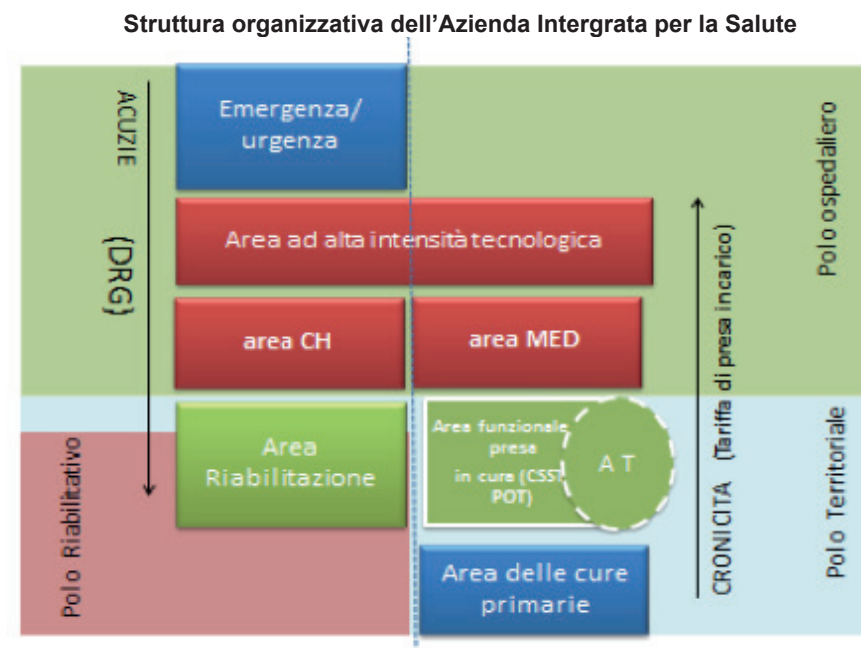 Struttura organizzativa dell'Azienda Intergrata per la Salute
ACUZIE
(DRG)
Emergenza/
urgenza
Area ad alta intensità tecnologica
area CH
area MED
Polo ospedaliero
Area
Riabilitazione
Area funzionale
presa
in cura (CSST
POT)
A T
Area delle cure
primarie
Polo Riabilitativo
CRONICITA (Tariffa di presa in carico)
Polo Territoriale